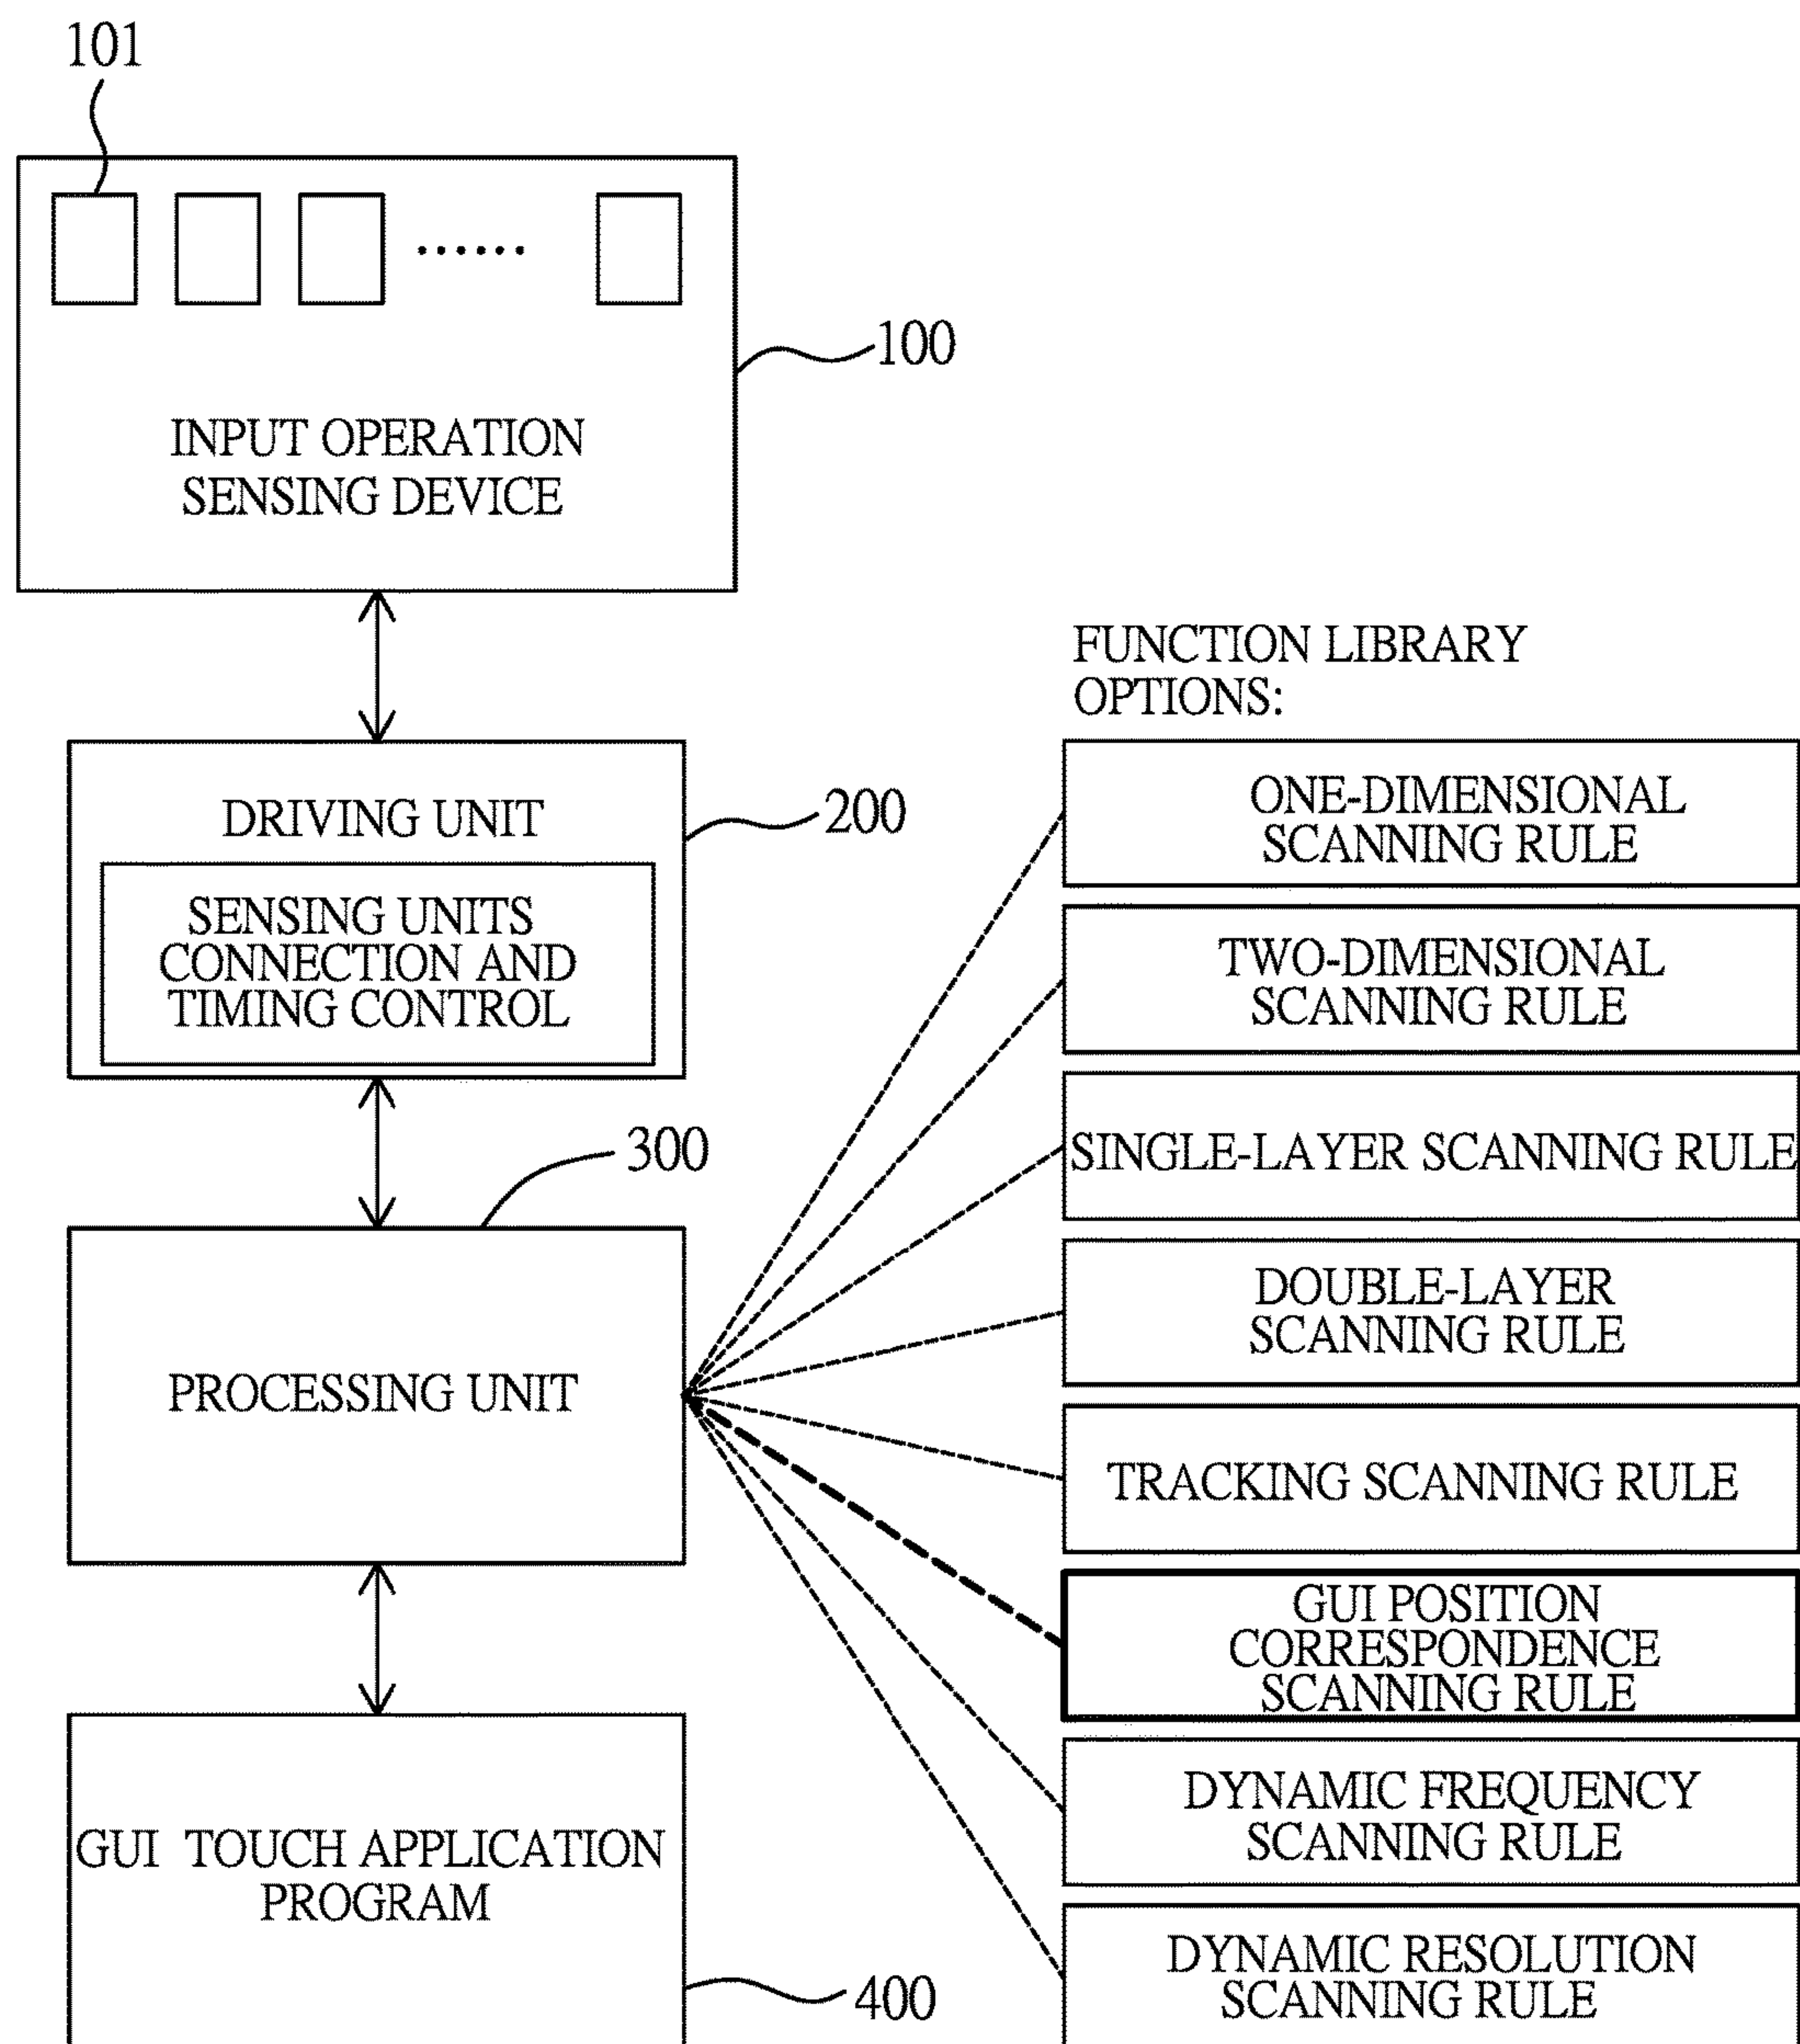 101
......
100
INPUT OPERATION
SENSING DEVICE
DRIVING UNIT
200
SENSING UNITS
CONNECTION AND
TIMING CONTROL
300
PROCESSING UNIT
GUI TOUCH APPLICATION
PROGRAM
400
FUNCTION LIBRARY
OPTIONS:
ONE-DIMENSIONAL
SCANNING RULE
TWO-DIMENSIONAL
SCANNING RULE
SINGLE-LAYER SCANNING RULE
DOUBLE-LAYER
SCANNING RULE
TRACKING SCANNING RULE
GUI POSITION
CORRESPONDENCE
SCANNING RULE
DYNAMIC FREQUENCY
SCANNING RULE
DYNAMIC RESOLUTION
SCANNING RULE